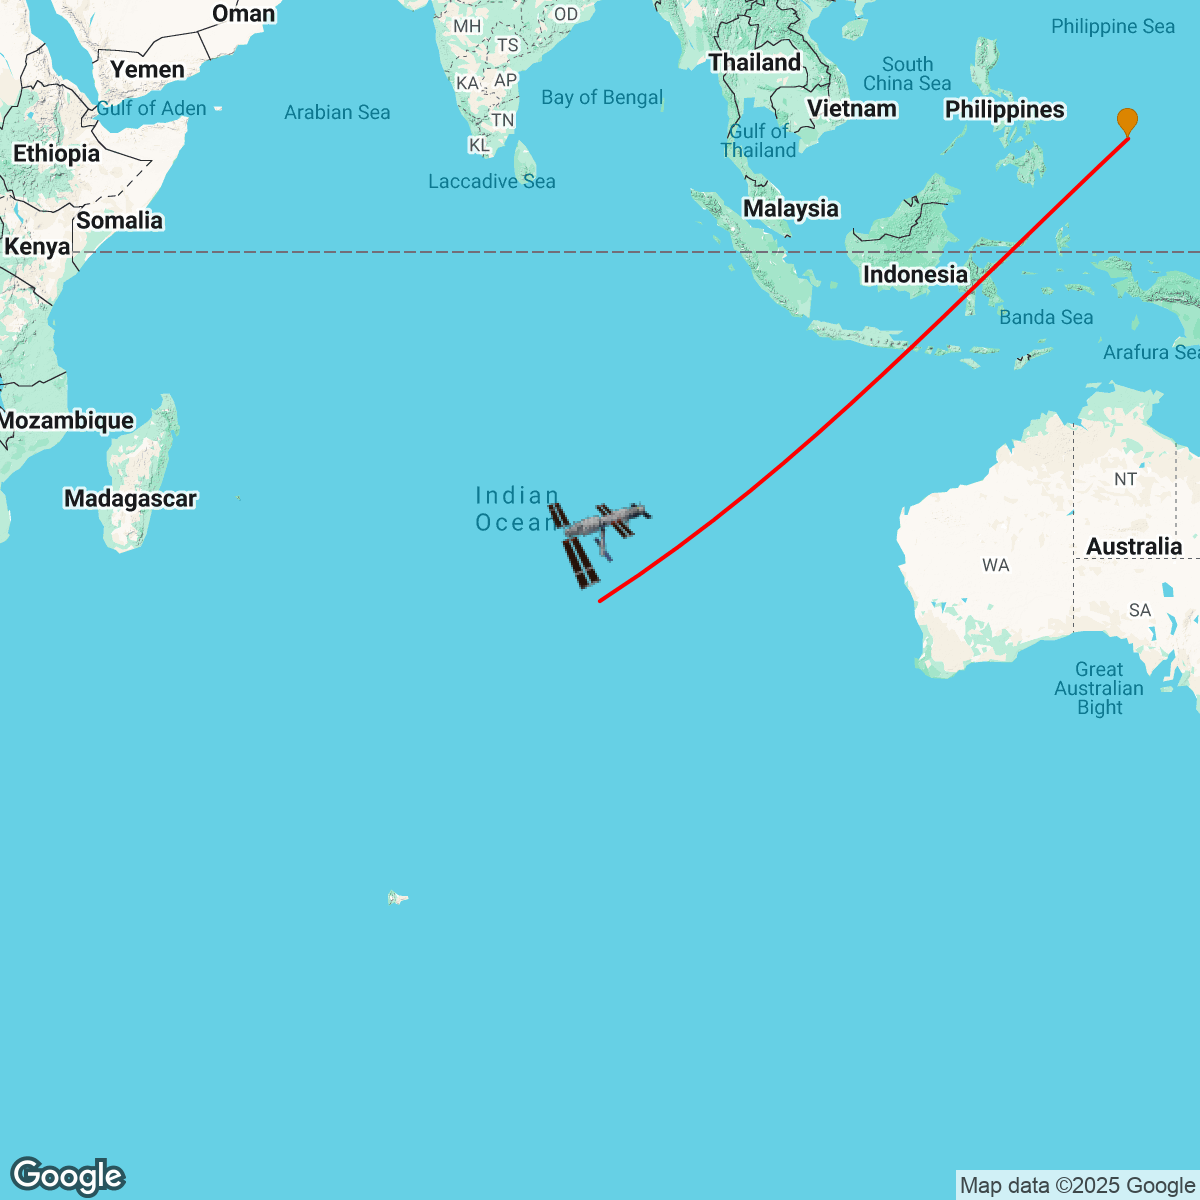 Oman
MH
OD
Philippine Sea
TS
Yemen
Thailand
South
China Sea
KA
AP
Gulf of Aden
Arabian Sea
Bay of Bengal
Vietnam
Philippines
TN
Ethiopia
KL
Gulf of
Thailand
Laccadive Sea
Malaysia
Somalia
Kenya
Indonesia
Banda Sea
Arafura Sea
Mozambique
Madagascar
NT
Indian
Ocean
Australia
WA
SA
Great
Australian
Bight
Google
Map data ©2025 Google